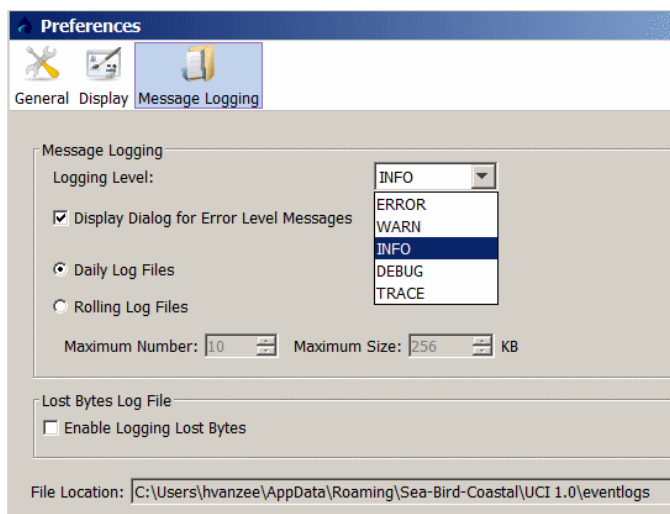 Preferences
General Display Message Logging
Message Logging
Logging Level: INFO
ERROR
WARN
INFO
DEBUG
TRACE
Display Dialog for Error Level Messages
Daily Log Files
Rolling Log Files
Maximum Number: 10 Maximum Size: 256 KB
Lost Bytes Log File
Enable Logging Lost Bytes
File Location: C:\Users\hvanzee\AppData\Roaming\Sea-Bird-Coastal\UCI 1.0\eventlogs